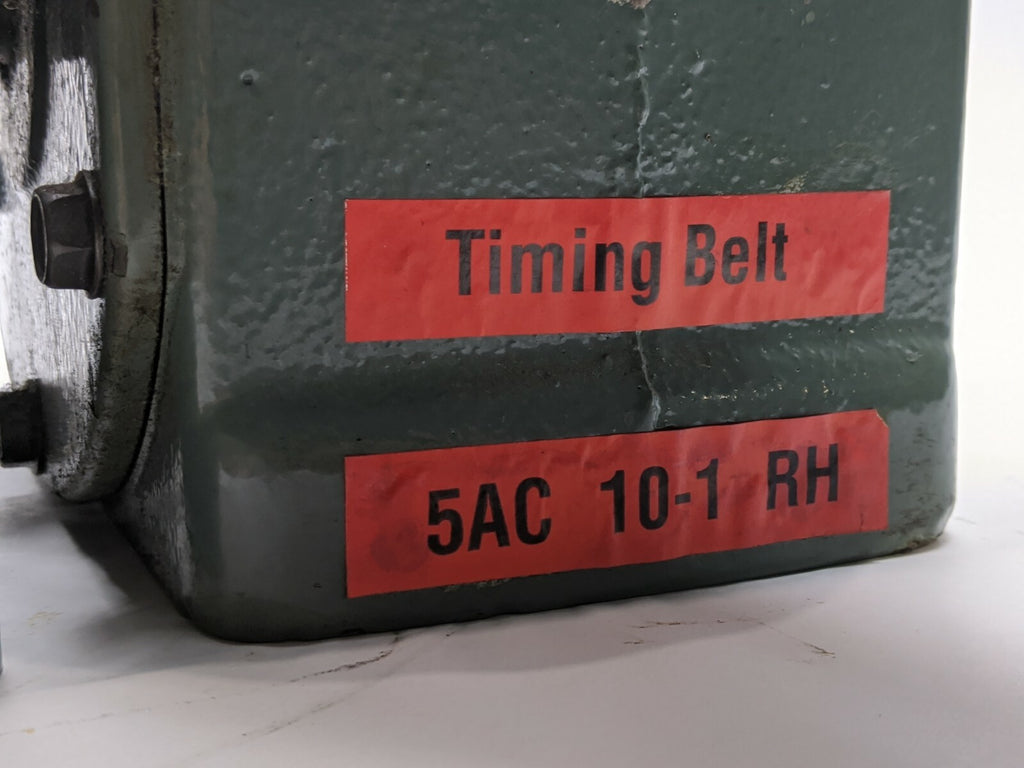 Timing Belt
5AC 10-1 RH